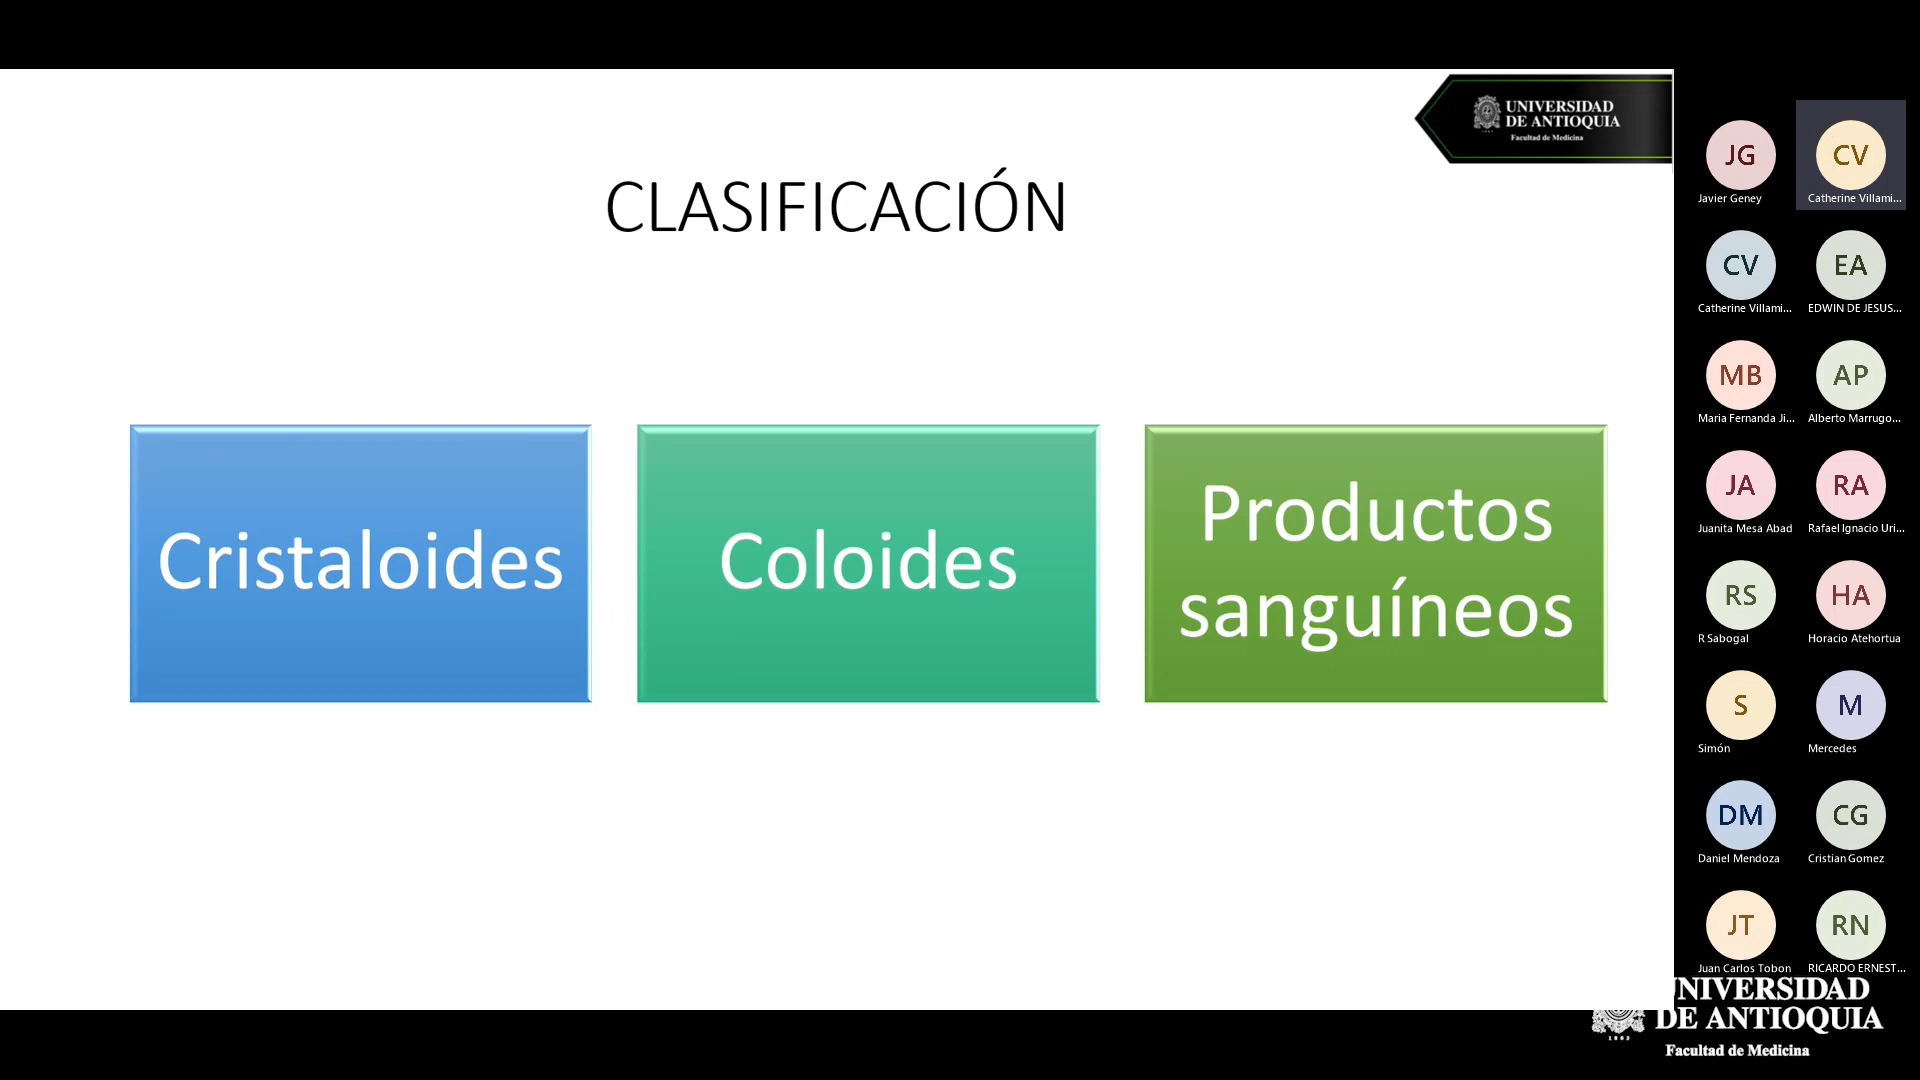 UNIVERSIDAD
DE ANTIOQUIA
Facultad de Medicina
CLASIFICACIÓN
Cristaloides
Coloides
Productos
sanguíneos
JG
Javier Geney
CV
Catherine Villami...
CV
Catherine Villami...
EA
EDWIN DE JESUS...
MB
Maria Fernanda Ji...
AP
Alberto Marrugo...
JA
Juanita Mesa Abad
RA
Rafael Ignacio Uri...
RS
R Sabogal
HA
Horacio Atehortua
S
Simón
M
Mercedes
DM
Daniel Mendoza
CG
Cristian Gomez
JT
Juan Carlos Tobon
RN
RICARDO ERNEST...
UNIVERSIDAD
DE ANTIOQUIA
1803
Facultad de Medicina